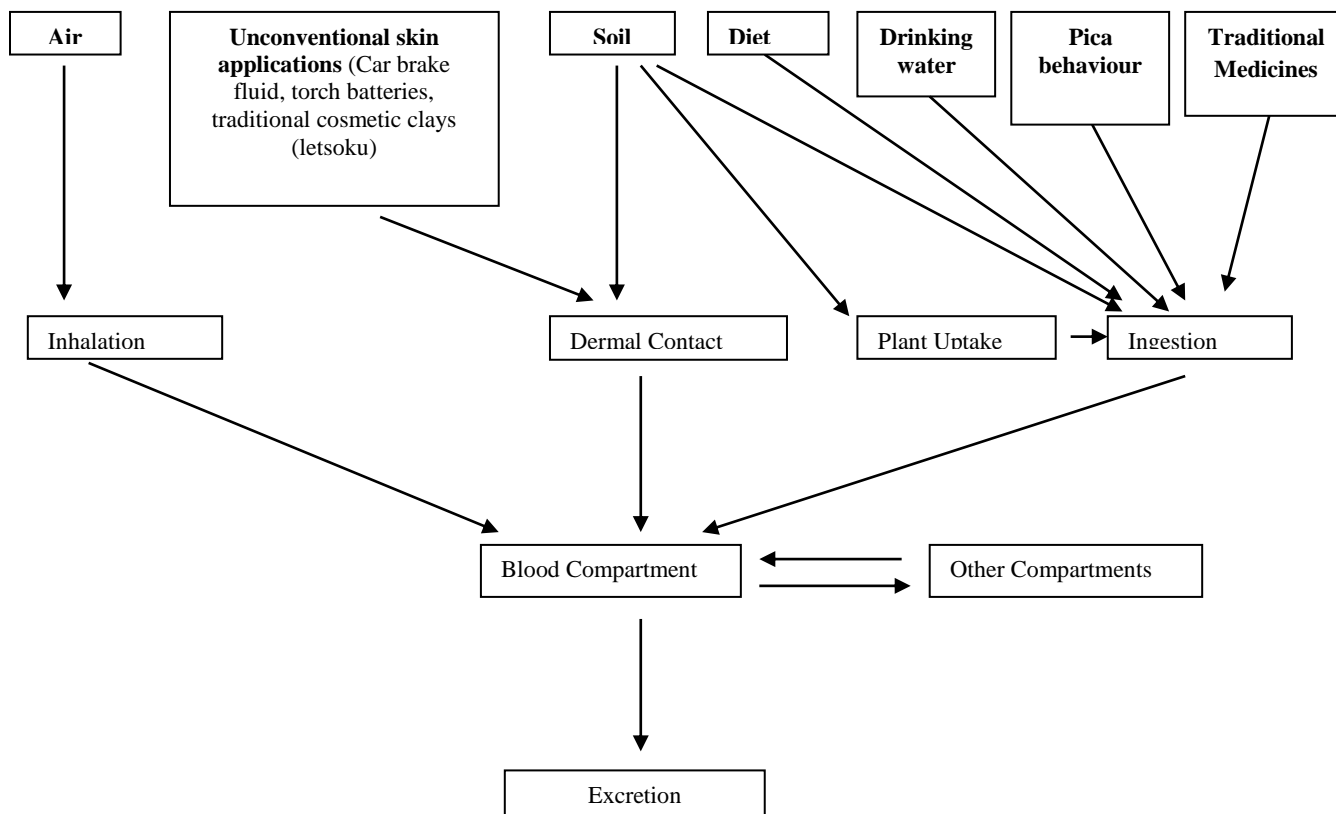 Air
Unconventional skin
applications (Car brake
fluid, torch batteries,
traditional cosmetic clays
(letsoku)
Soil
Diet
Drinking
water
Pica
behaviour
Traditional
Medicines
Inhalation
Dermal Contact
Plant Uptake
Ingestion
Blood Compartment
Other Compartments
Excretion